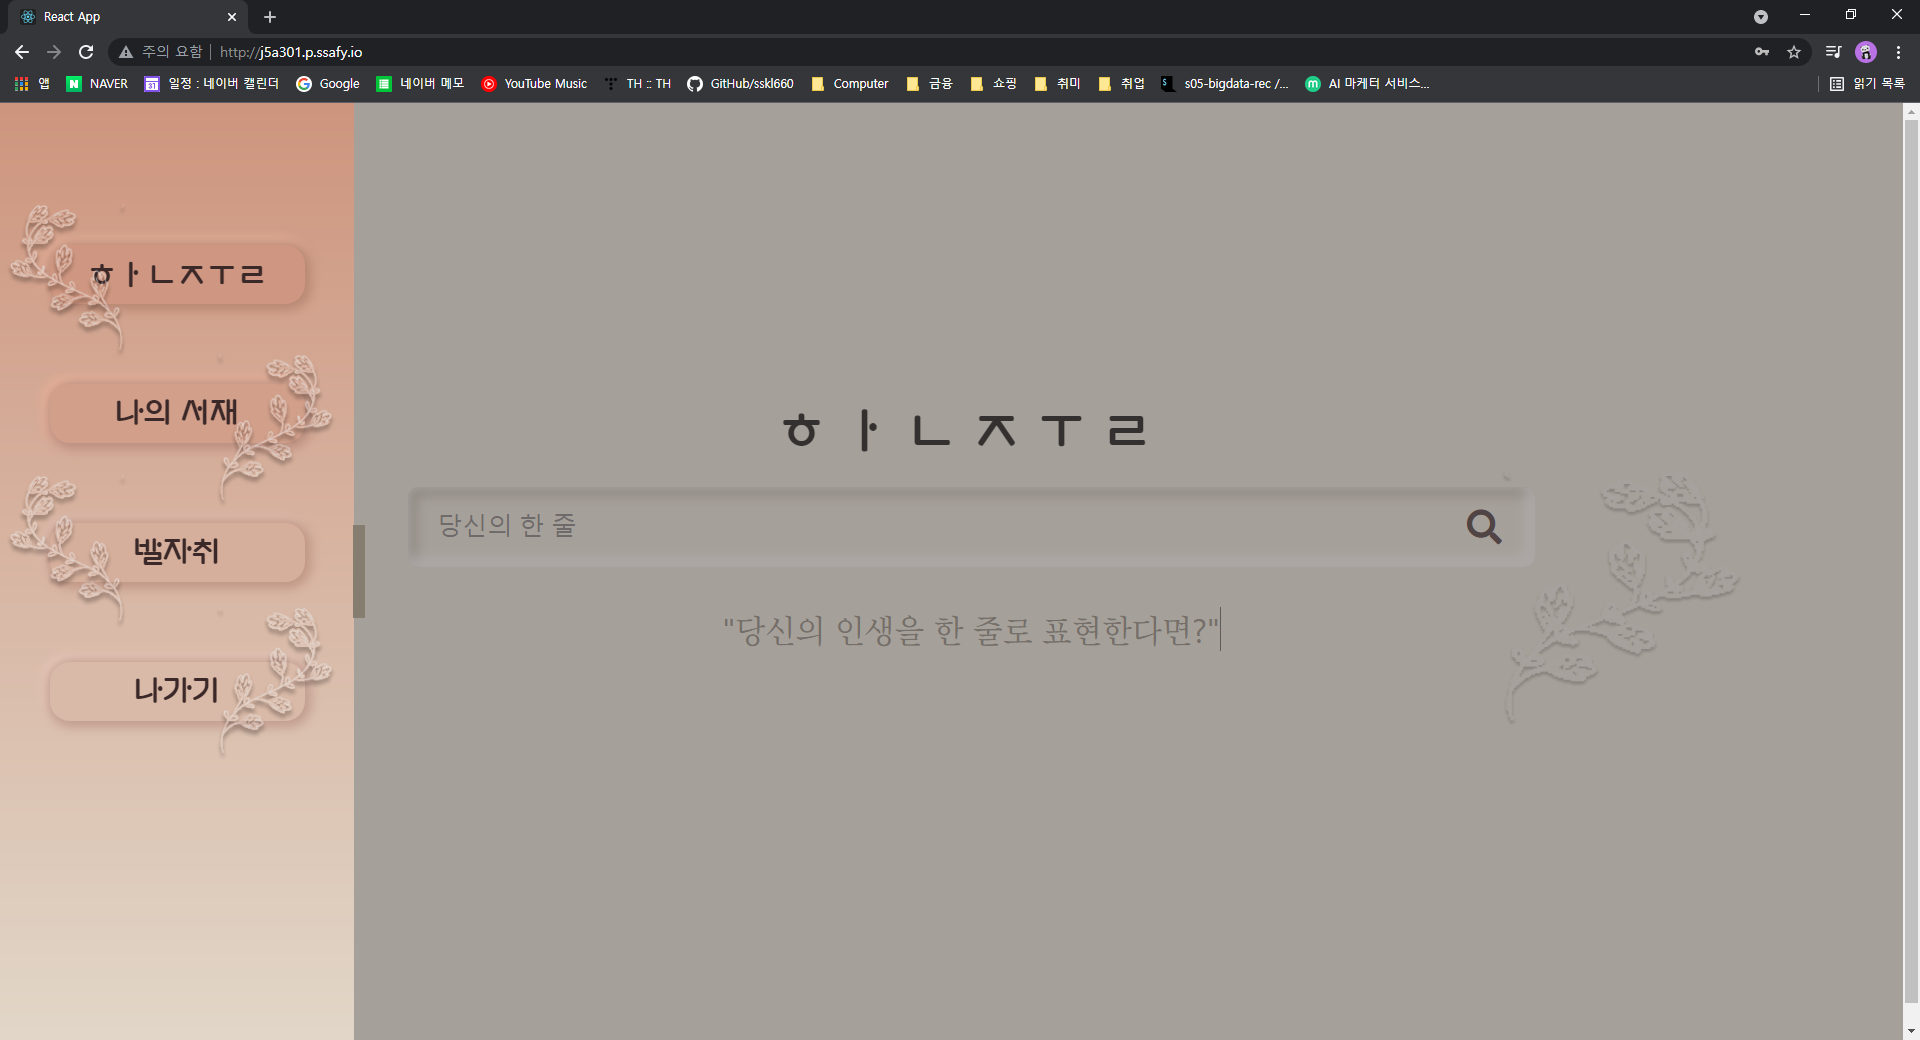 React App
주의 요함 http://j5a301.p.ssafy.io
앱 NAVER 일정 : 네이버 캘린더 Google 네이버 메모 YouTube Music TH :: TH GitHub/sskl660 Computer 금융 쇼핑 취미 취업 s05-bigdata-rec /... AI 마케터 서비스... 읽기 목록
ㅎㅏㄴㅈㅜㄹ
나의 서재
발자취
나가기
ㅎㅏㄴㅈㅜㄹ
당신의 한 줄
"당신의 인생을 한 줄로 표현한다면?"